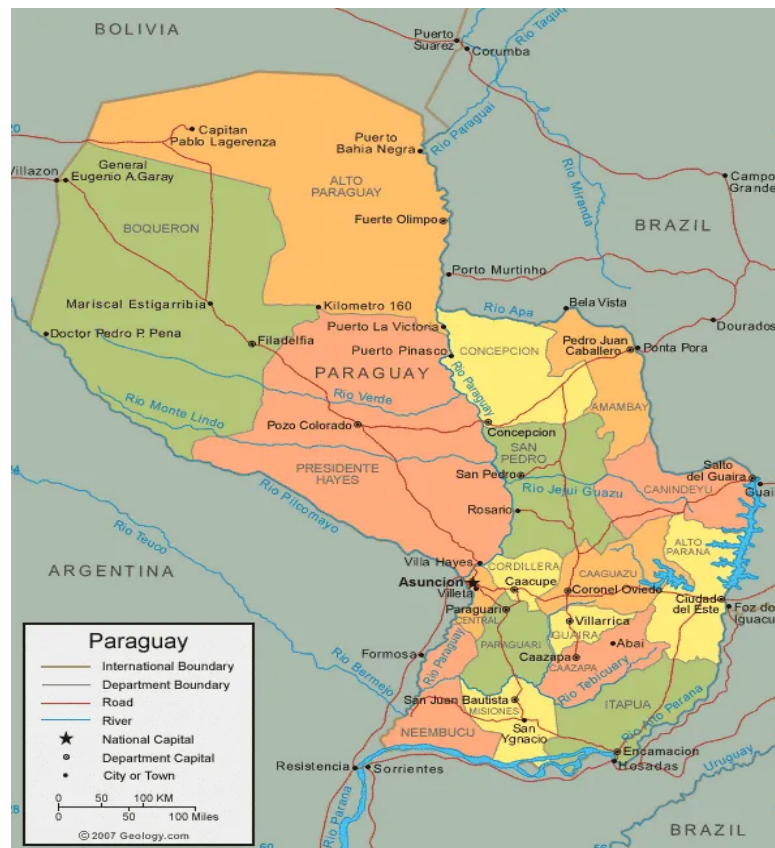 BOLIVIA
Puerto
Suarez
Corumba
Rio Taqu
Rio Paraguai
20
Capitan
Pablo Lagerenza
Puerto
Bahia Negra
Villazon
General
Eugenio A.Garay
ALTO
PARAGUAY
Rio Miranda
Campo
Grande
BOQUERON
Fuerte Olimpo
BRAZIL
Porto Murtinho
Mariscal Estigarribia
Kilometro 160
Rio Apa
Bela Vista
Doctor Pedro P. Pena
Filadelfia
Puerto La Victoria
Dourados
Puerto Pinasco
CONCEPCION
Pedro Juan
Caballero
Ponta Pora
PARAGUAY
Rio Verde
Rio Paraguay
Rio Monte Lindo
AMAMBAY
Pozo Colorado
Concepcion
SAN
PEDRO
PRESIDENTE
HAYES
San Pedro
Salto
del Guaira
24
Rio Pilcomayo
Rio Jejui Guazu
CANINDEYU
Guai
Rosario
Rio Teuco
ALTO
PARANA
ARGENTINA
Villa Hayes
CORDILLERA
CAAGUAZU
Asuncion
Caacupe
Coronel Oviedo
Villeta
Ciudad
del Este
Foz do
Iguacu
Paraguari
CENTRAL
Villarrica
GUAIRA
PARAGUARI
Abai
Formosa
Rio Paraguay
Caazapa
CAAZAPA
Rio Bermejo
Rio Tebicuary
San Juan Bautista
MISIONES
ITAPUA
Rio Alto Parana
NEEMBUCU
San
Ygnacio
Encarnacion
Hosadas
Uruguay
Resistencia
Sorrientes
Rio Parana
28
BRAZIL
60
56
Paraguay
International Boundary
Department Boundary
Road
River
National Capital
Department Capital
City or Town
0 50 100 KM
0 50 100 Miles
© 2007 Geology.com